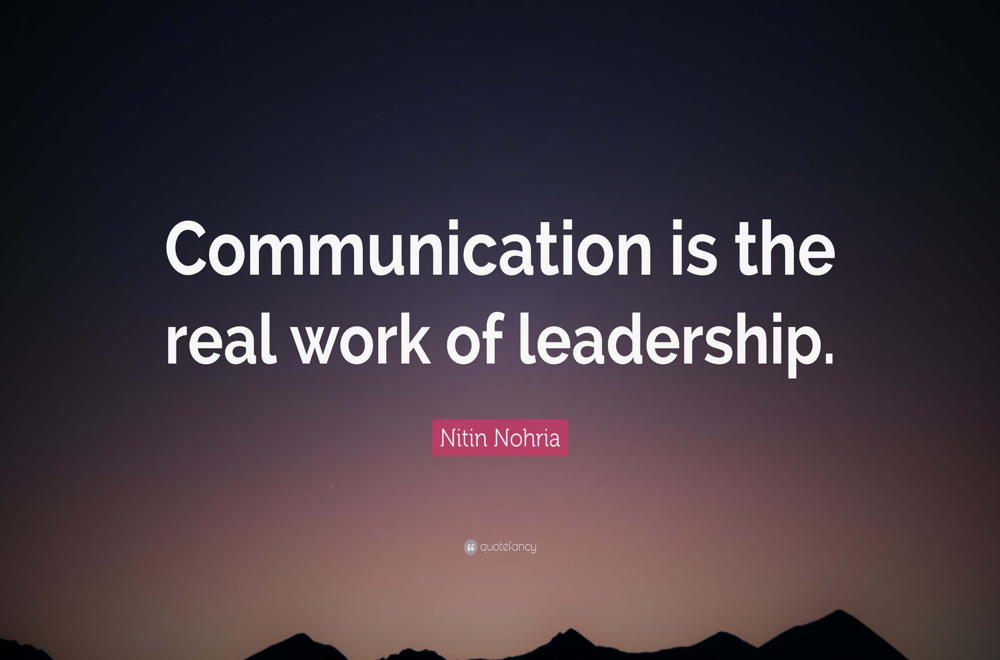 Communication is the
real work of leadership.
Nitin Nohria
quotefancy